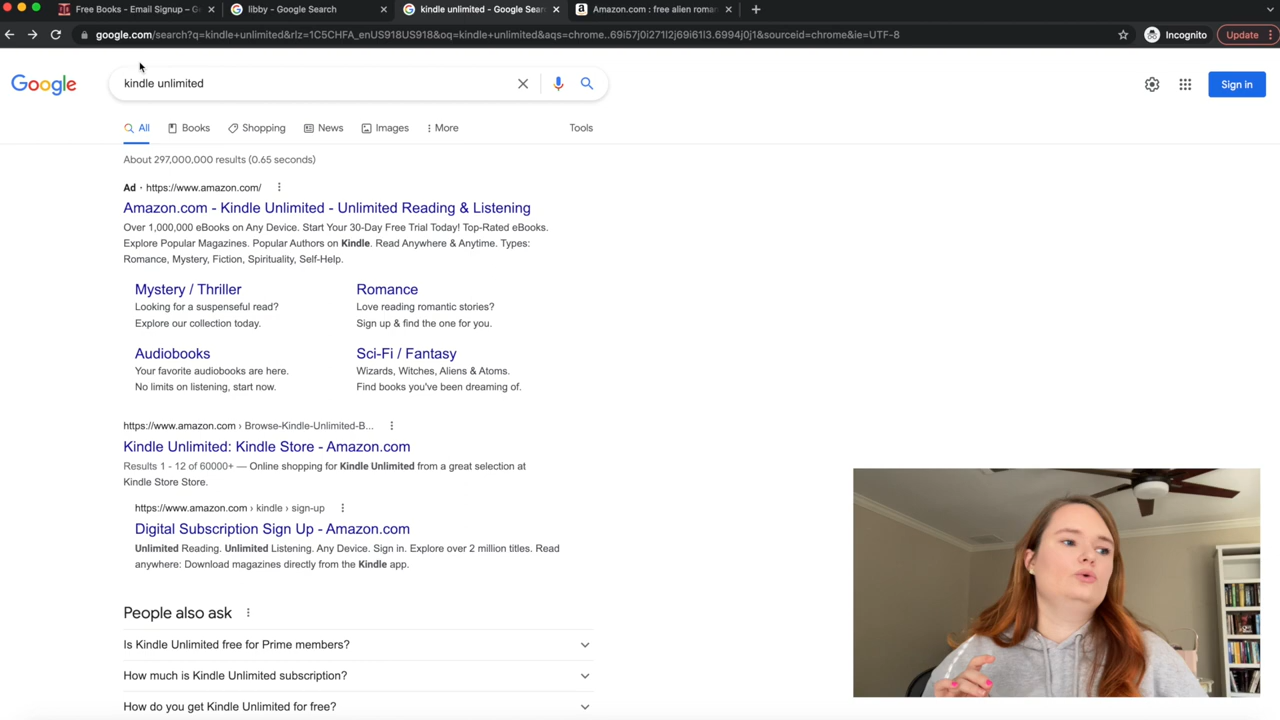 Free Books - Email Signup – G
libby - Google Search
kindle unlimited - Google Sear
Amazon.com : free alien roman
google.com/search?q=kindle+unlimited&rlz=1C5CHFA_enUS918US918&oq=kindle+unlimited&aqs=chrome..69i57j0i271l2j69i61l3.6994j0j1&sourceid=chrome&ie=UTF-8
Incognito
Update
Google
kindle unlimited
Sign in
All
Books
Shopping
News
Images
More
Tools
About 297,000,000 results (0.65 seconds)
Ad · https://www.amazon.com/
Amazon.com - Kindle Unlimited - Unlimited Reading & Listening
Over 1,000,000 eBooks on Any Device. Start Your 30-Day Free Trial Today! Top-Rated eBooks.
Explore Popular Magazines. Popular Authors on Kindle. Read Anywhere & Anytime. Types:
Romance, Mystery, Fiction, Spirituality, Self-Help.
Mystery / Thriller
Looking for a suspenseful read?
Explore our collection today.
Romance
Love reading romantic stories?
Sign up & find the one for you.
Audiobooks
Your favorite audiobooks are here.
No limits on listening, start now.
Sci-Fi / Fantasy
Wizards, Witches, Aliens & Atoms.
Find books you've been dreaming of.
https://www.amazon.com › Browse-Kindle-Unlimited-B...
Kindle Unlimited: Kindle Store - Amazon.com
Results 1 - 12 of 60000+ — Online shopping for Kindle Unlimited from a great selection at
Kindle Store Store.
https://www.amazon.com › kindle › sign-up
Digital Subscription Sign Up - Amazon.com
Unlimited Reading. Unlimited Listening. Any Device. Sign in. Explore over 2 million titles. Read
anywhere: Download magazines directly from the Kindle app.
People also ask
Is Kindle Unlimited free for Prime members?
How much is Kindle Unlimited subscription?
How do you get Kindle Unlimited for free?